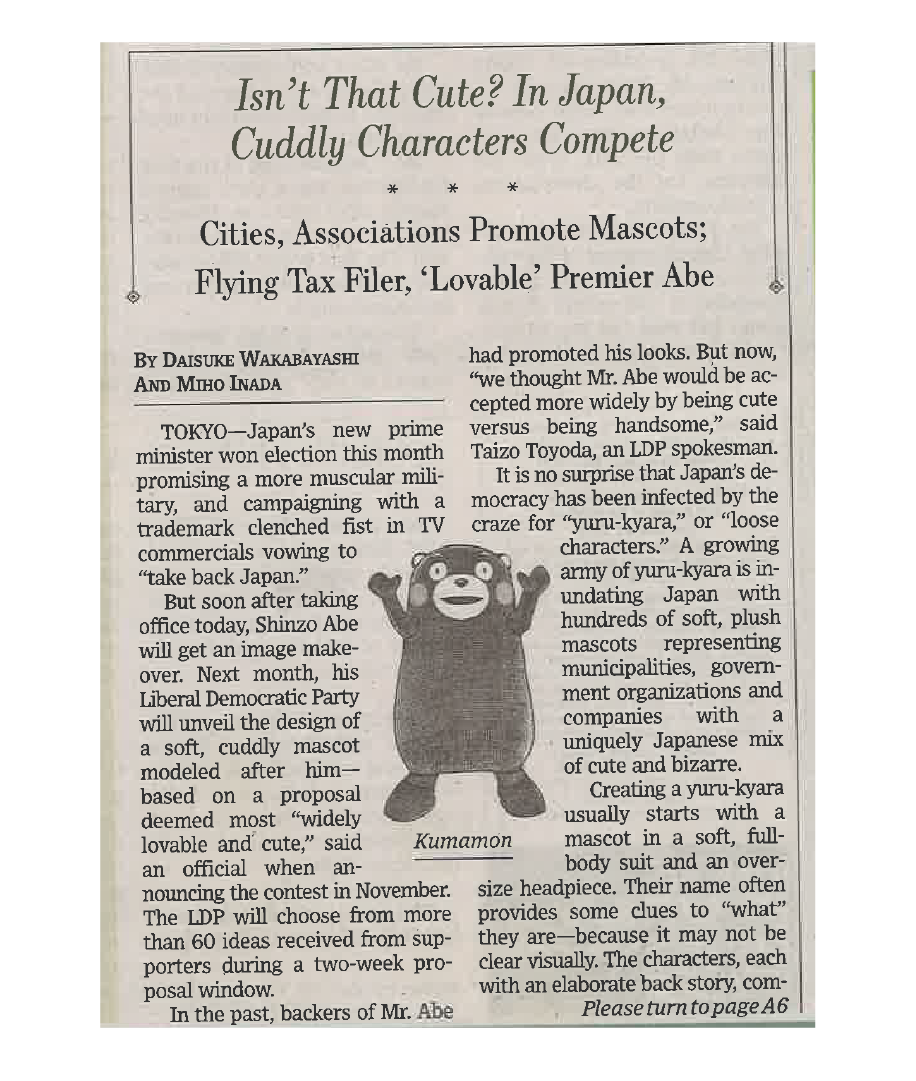 Isn't That Cute? In Japan,
Cuddly Characters Compete
* * *
Cities, Associations Promote Mascots;
Flying Tax Filer, ‘Lovable’ Premier Abe
BY DAISUKE WAKABAYASHI
AND MIHO INADA
TOKYO—Japan's new prime
minister won election this month
promising a more muscular mili-
tary, and campaigning with a
trademark clenched fist in TV
commercials vowing to
“take back Japan.”
But soon after taking
office today, Shinzo Abe
will get an image make-
over. Next month, his
Liberal Democratic Party
will unveil the design of
a soft, cuddly mascot
modeled after him—
based on a proposal
deemed most “widely
lovable and cute,” said
an official when an-
nouncing the contest in November.
The LDP will choose from more
than 60 ideas received from sup-
porters during a two-week pro-
posal window.
In the past, backers of Mr. Abe
had promoted his looks. But now,
“we thought Mr. Abe would be ac-
cepted more widely by being cute
versus being handsome,” said
Taizo Toyoda, an LDP spokesman.
It is no surprise that Japan's de-
mocracy has been infected by the
craze for “yuru-kyara,” or “loose
characters.” A growing
army of yuru-kyara is in-
undating Japan with
hundreds of soft, plush
mascots representing
municipalities, govern-
ment organizations and
companies with a
uniquely Japanese mix
of cute and bizarre.
Creating a yuru-kyara
usually starts with a
mascot in a soft, full-
body suit and an over-
size headpiece. Their name often
provides some clues to “what”
they are—because it may not be
clear visually. The characters, each
with an elaborate back story, com-
Please turn to page A6
Kumamon